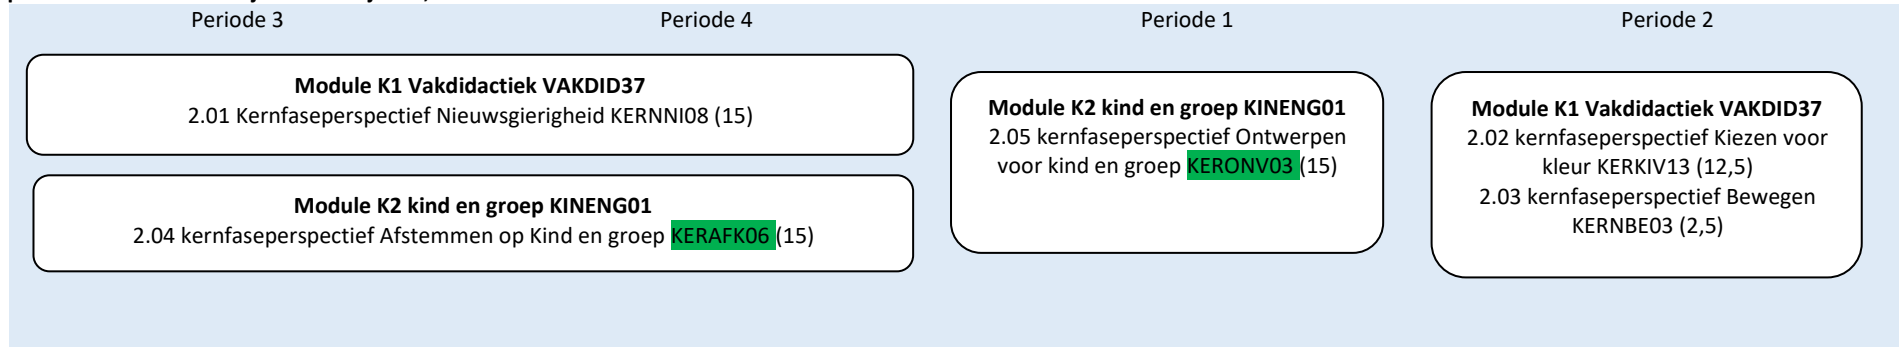 Periode 3
Periode 4
Periode 1
Periode 2
Module K1 Vakdidactiek VAKDID37
2.01 Kernfaseperspectief Nieuwsgierigheid KERNNI08 (15)
Module K2 kind en groep KINENG01
2.04 kernfaseperspectief Afstemmen op Kind en groep KERAFK06 (15)
Module K2 kind en groep KINENG01
2.05 kernfaseperspectief Ontwerpen
voor kind en groep KERONV03 (15)
Module K1 Vakdidactiek VAKDID37
2.02 kernfaseperspectief Kiezen voor
kleur KERKIV13 (12,5)
2.03 kernfaseperspectief Bewegen
KERNBE03 (2,5)